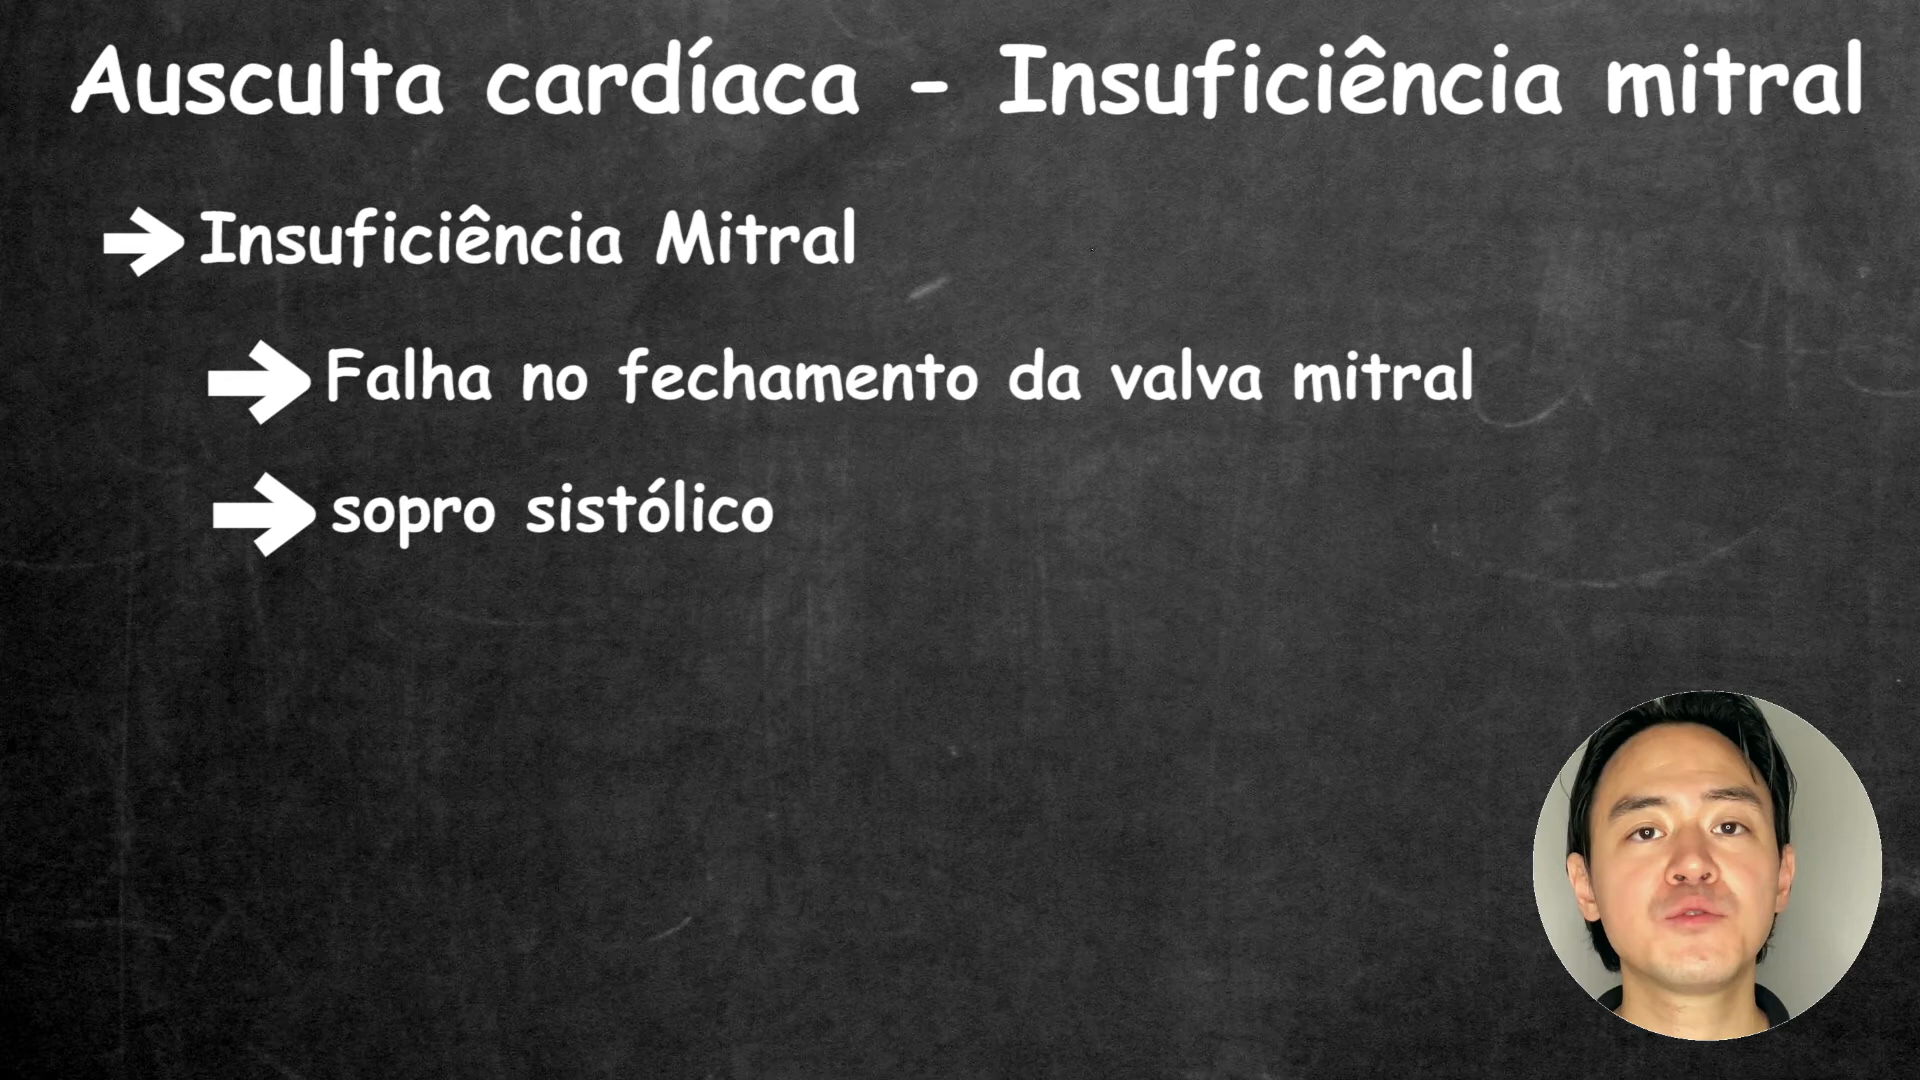 Ausculta cardíaca - Insuficiência mitral
Insuficiência Mitral
Falha no fechamento da valva mitral
sopro sistólico